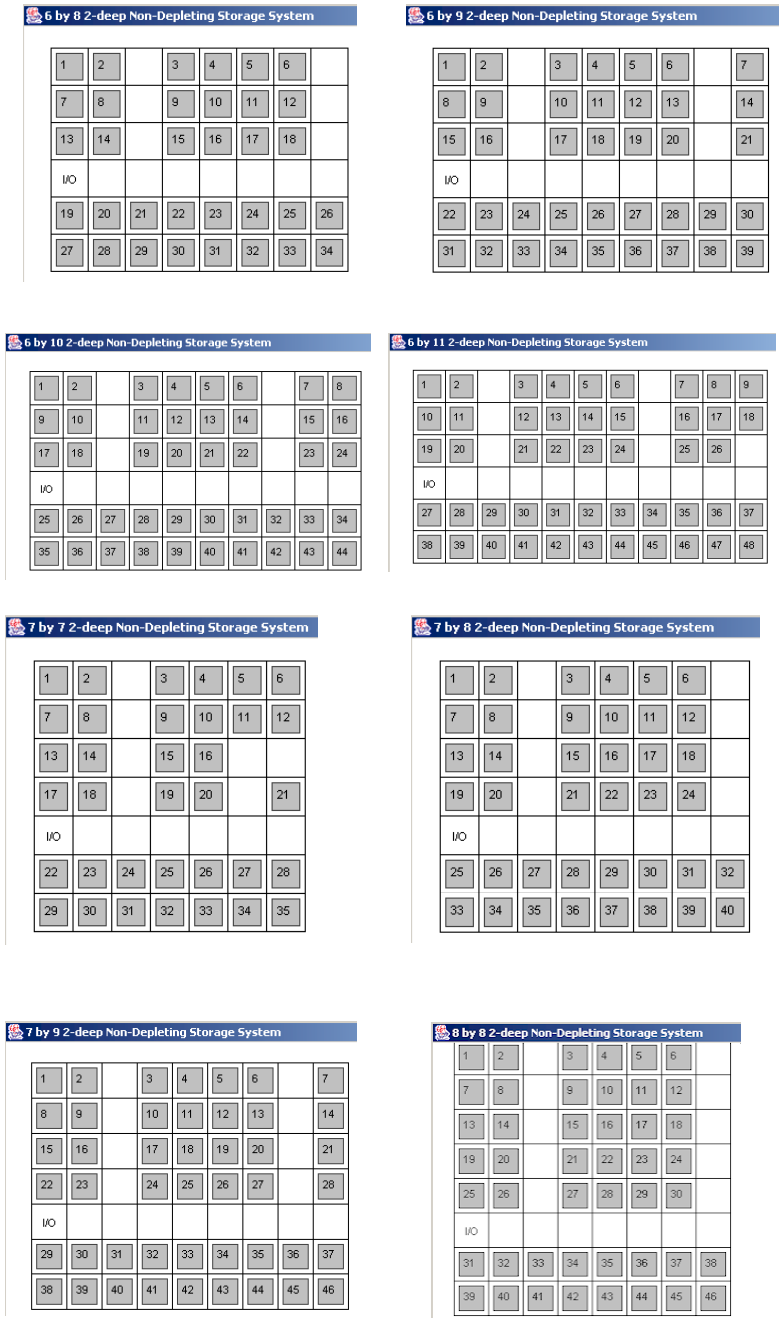 6 by 8 2-deep Non-Depleting Storage System
1 2 3 4 5 6
7 8 9 10 11 12
13 14 15 16 17 18
I/O
19 20 21 22 23 24 25 26
27 28 29 30 31 32 33 34
6 by 9 2-deep Non-Depleting Storage System
1 2 3 4 5 6 7
8 9 10 11 12 13 14
15 16 17 18 19 20 21
I/O
22 23 24 25 26 27 28 29 30
31 32 33 34 35 36 37 38 39
6 by 10 2-deep Non-Depleting Storage System
1 2 3 4 5 6 7 8
9 10 11 12 13 14 15 16
17 18 19 20 21 22 23 24
I/O
25 26 27 28 29 30 31 32 33 34
35 36 37 38 39 40 41 42 43 44
6 by 11 2-deep Non-Depleting Storage System
1 2 3 4 5 6 7 8 9
10 11 12 13 14 15 16 17 18
19 20 21 22 23 24 25 26
I/O
27 28 29 30 31 32 33 34 35 36 37
38 39 40 41 42 43 44 45 46 47 48
7 by 7 2-deep Non-Depleting Storage System
1 2 3 4 5 6
7 8 9 10 11 12
13 14 15 16
17 18 19 20 21
I/O
22 23 24 25 26 27 28
29 30 31 32 33 34 35
7 by 8 2-deep Non-Depleting Storage System
1 2 3 4 5 6
7 8 9 10 11 12
13 14 15 16 17 18
19 20 21 22 23 24
I/O
25 26 27 28 29 30 31 32
33 34 35 36 37 38 39 40
7 by 9 2-deep Non-Depleting Storage System
1 2 3 4 5 6 7
8 9 10 11 12 13 14
15 16 17 18 19 20 21
22 23 24 25 26 27 28
I/O
29 30 31 32 33 34 35 36 37
38 39 40 41 42 43 44 45 46
8 by 8 2-deep Non-Depleting Storage System
1 2 3 4 5 6
7 8 9 10 11 12
13 14 15 16 17 18
19 20 21 22 23 24
25 26 27 28 29 30
I/O
31 32 33 34 35 36 37 38
39 40 41 42 43 44 45 46